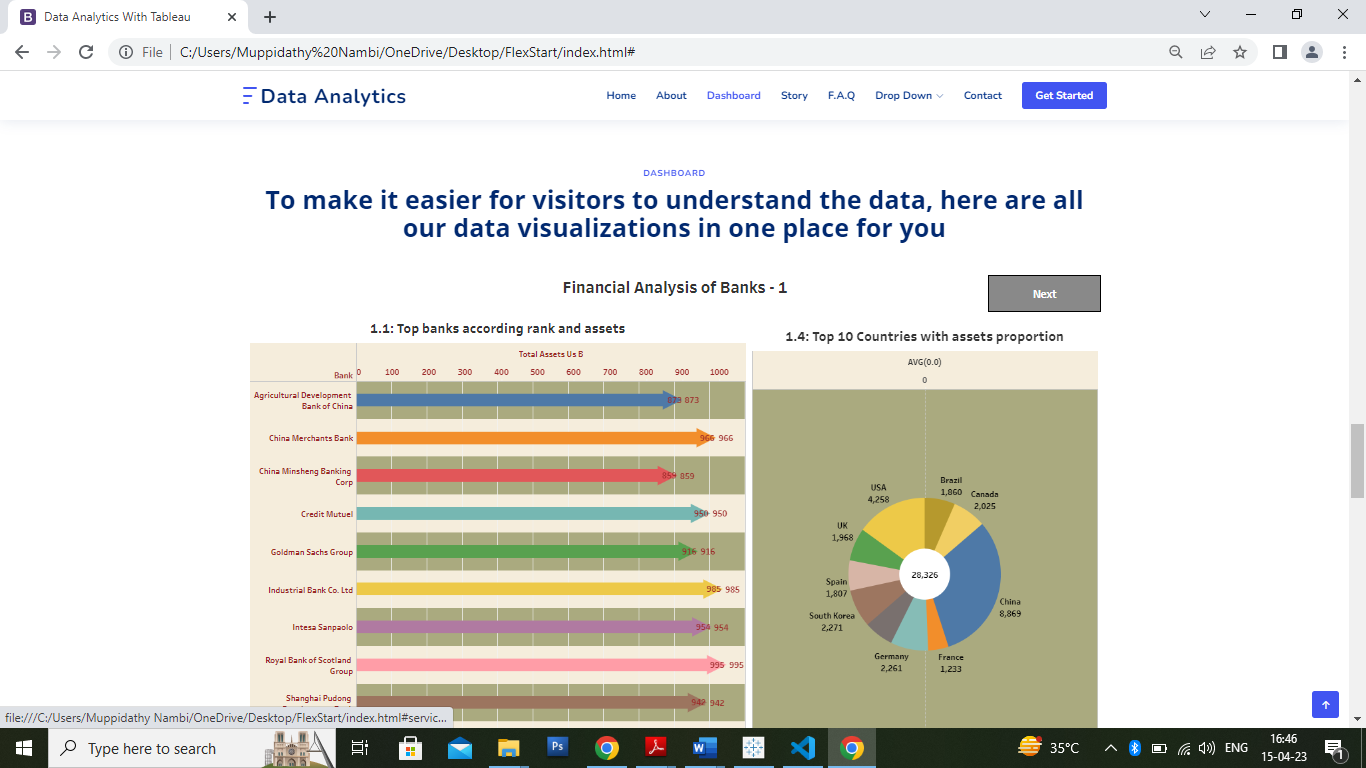 Data Analytics With Tableau
File
C:/Users/Muppidathy%20Nambi/OneDrive/Desktop/FlexStart/index.html#
Data Analytics
Home
About
Dashboard
Story
F.A.Q
Drop Down
Contact
Get Started
DASHBOARD
To make it easier for visitors to understand the data, here are all
our data visualizations in one place for you
Financial Analysis of Banks - 1
Next
1.1: Top banks according rank and assets
Total Assets Us B
Bank
0 100 200 300 400 500 600 700 800 900 1000
Agricultural Development
Bank of China
873 873
China Merchants Bank
966 966
China Minsheng Banking
Corp
859 859
Credit Mutuel
950 950
Goldman Sachs Group
916 916
Industrial Bank Co. Ltd
985 985
Intesa Sanpaolo
954 954
Royal Bank of Scotland
Group
995 995
Shanghai Pudong
942 942
1.4: Top 10 Countries with assets proportion
AVG(0.0)
0
Brazil
1,860
Canada
2,025
USA
4,258
UK
1,968
28,326
Spain
1,807
South Korea
2,271
China
8,869
Germany
2,261
France
1,233
file:///C:/Users/Muppidathy Nambi/OneDrive/Desktop/FlexStart/index.html#servic...
Type here to search
Ps
W
35°C
ENG
16:46
15-04-23
1